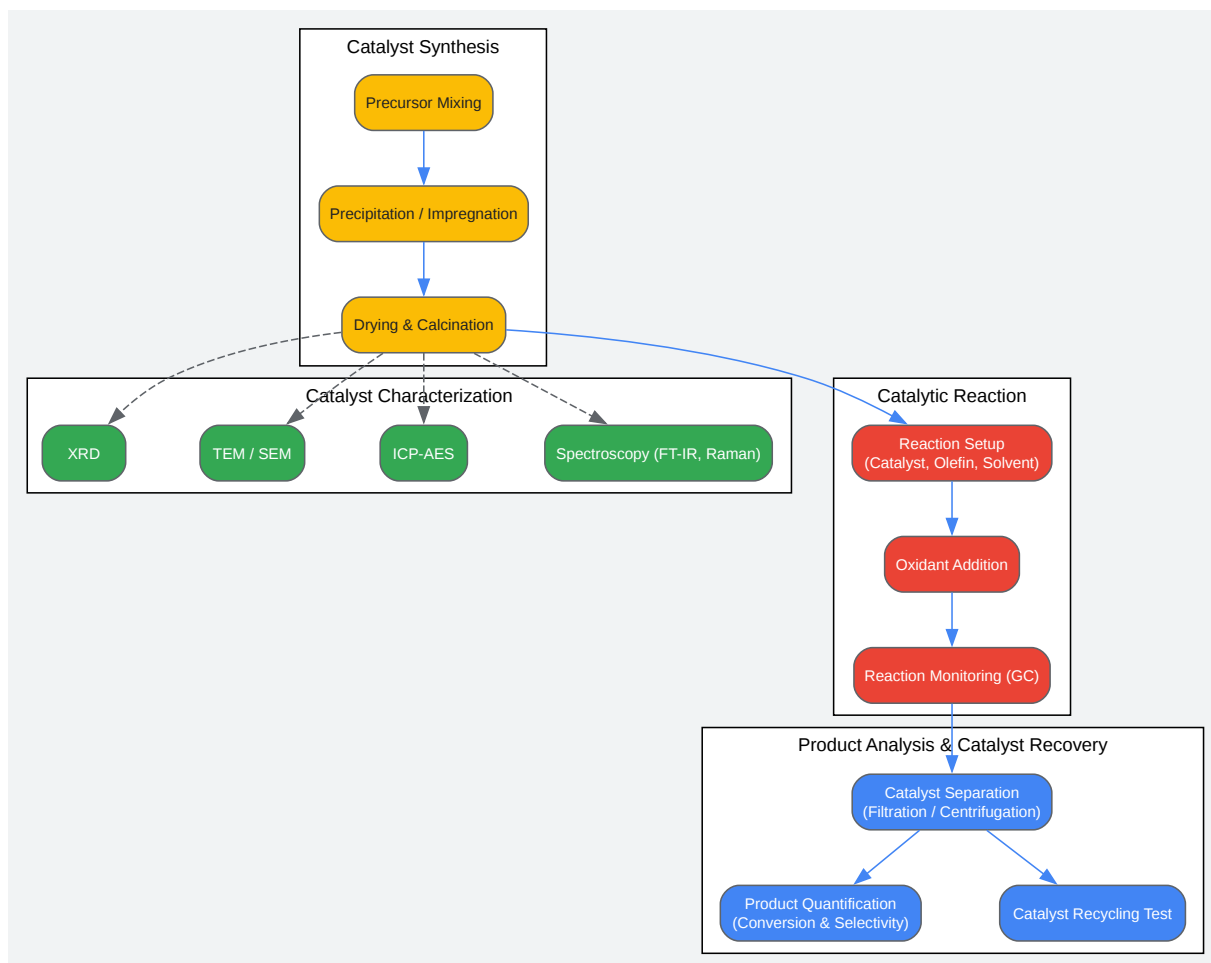 Catalyst Synthesis
Precursor Mixing
Precipitation / Impregnation
Drying & Calcination
Catalyst Characterization
XRD
TEM / SEM
ICP-AES
Spectroscopy (FT-IR, Raman)
Catalytic Reaction
Reaction Setup
(Catalyst, Olefin, Solvent)
Oxidant Addition
Reaction Monitoring (GC)
Product Analysis & Catalyst Recovery
Catalyst Separation
(Filtration / Centrifugation)
Product Quantification
(Conversion & Selectivity)
Catalyst Recycling Test